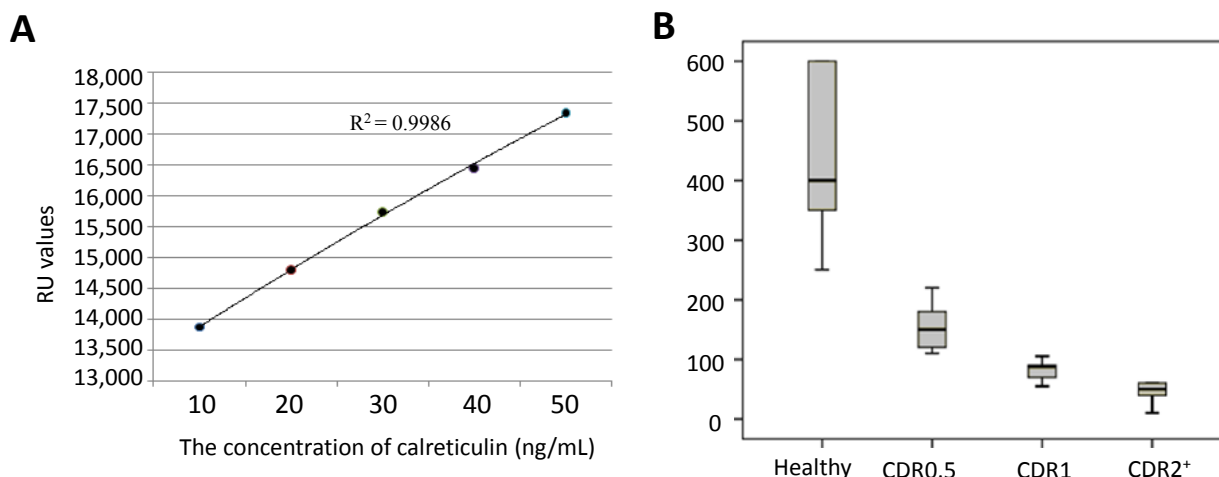 A
18,000
17,500
17,000
16,500
16,000
15,500
15,000
14,500
14,000
13,500
13,000
RU values
R² = 0.9986
10 20 30 40 50
The concentration of calreticulin (ng/mL)
B
600
500
400
300
200
100
0
Healthy CDR0.5 CDR1 CDR2⁺